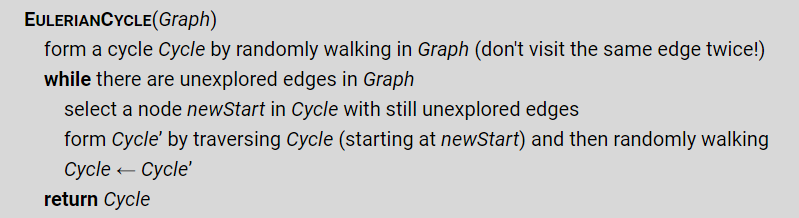 EULERIANCYCLE(Graph)
form a cycle Cycle by randomly walking in Graph (don't visit the same edge twice!)
while there are unexplored edges in Graph
select a node newStart in Cycle with still unexplored edges
form Cycle’ by traversing Cycle (starting at newStart) and then randomly walking
Cycle ← Cycle’
return Cycle